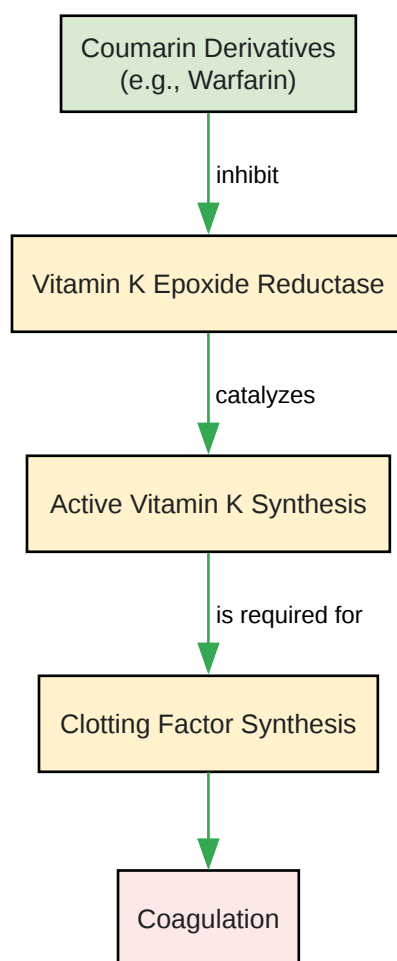 Coumarin Derivatives
(e.g., Warfarin)
inhibit
Vitamin K Epoxide Reductase
catalyzes
Active Vitamin K Synthesis
is required for
Clotting Factor Synthesis
Coagulation